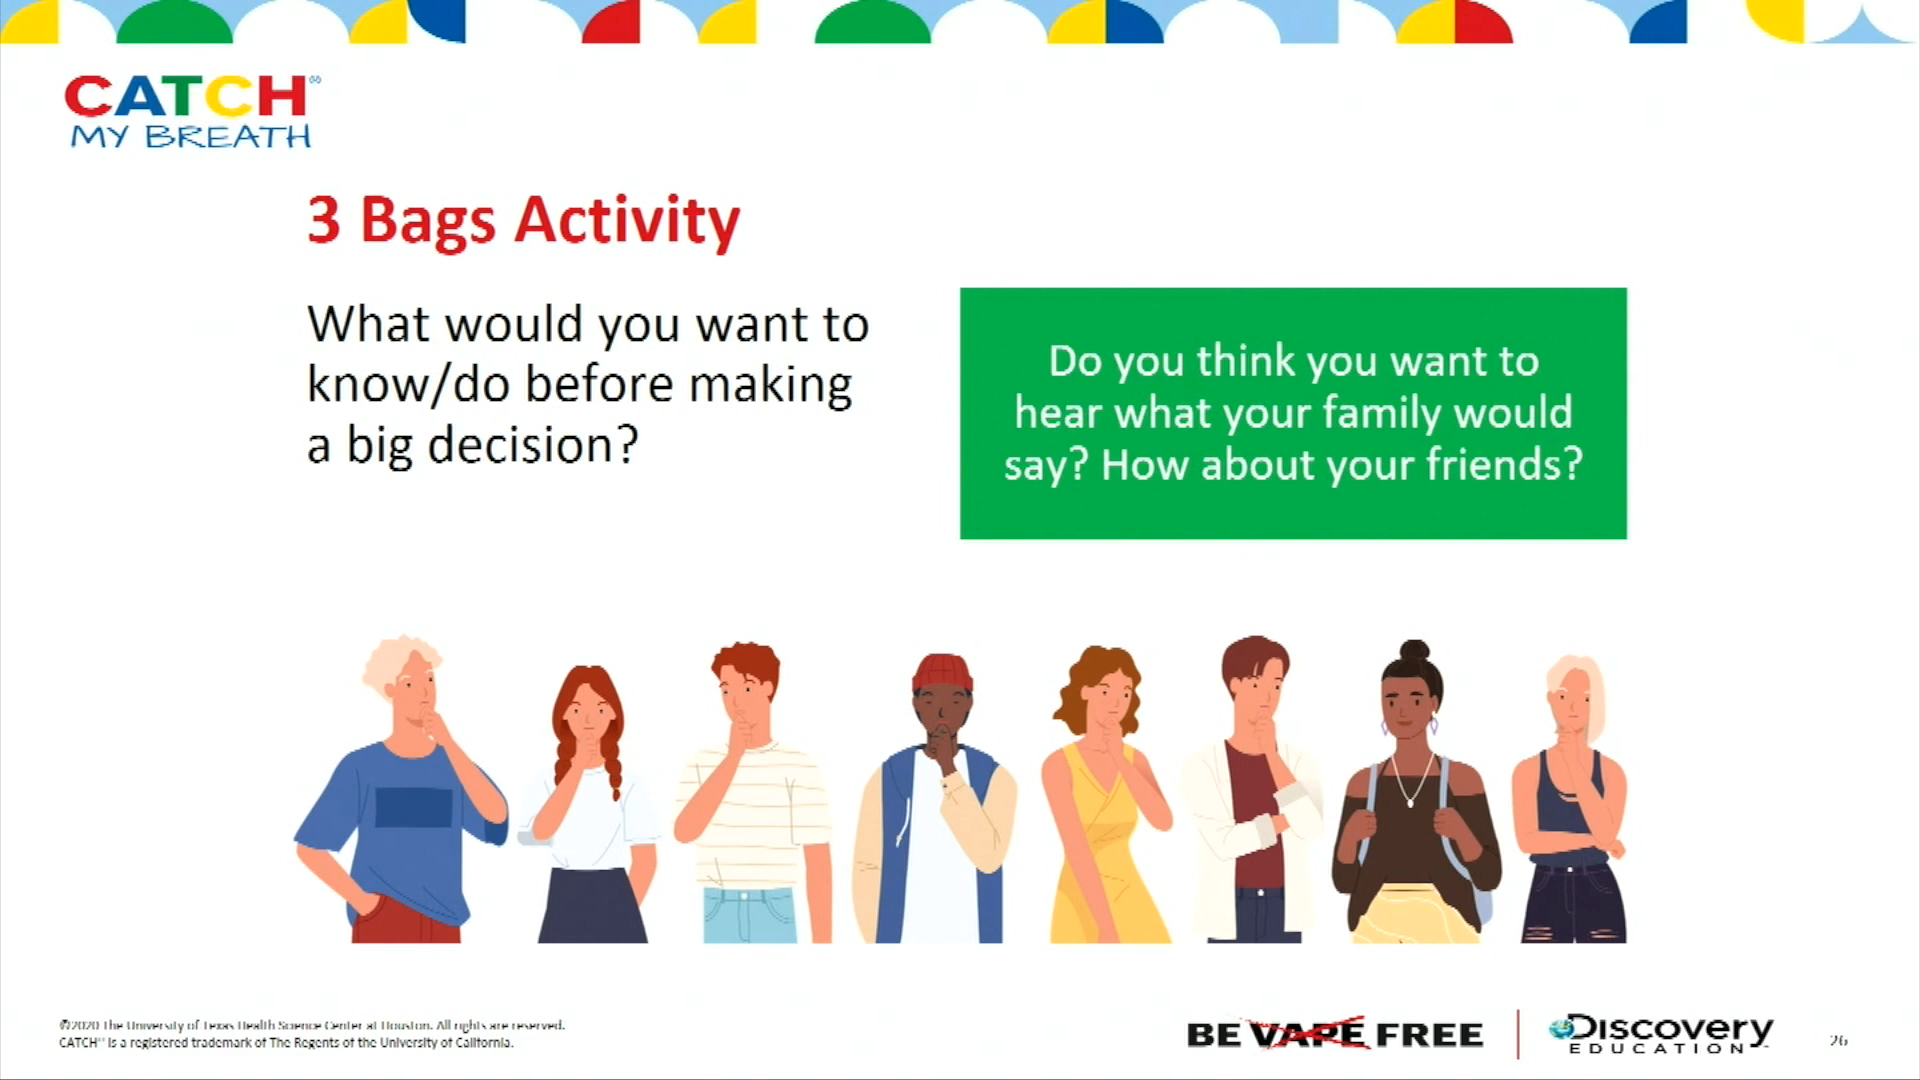 CATCH®
MY BREATH
3 Bags Activity
What would you want to
know/do before making
a big decision?
Do you think you want to
hear what your family would
say? How about your friends?
©2020 The University of Texas Health Science Center at Houston. All rights are reserved.
CATCH® is a registered trademark of The Regents of the University of California.
BE VAPE FREE
Discovery
EDUCATION
26